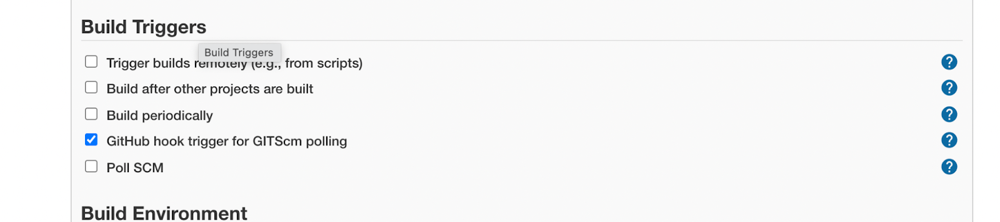 Build Triggers
Build Triggers
Trigger builds remotely (e.g., from scripts)
Build after other projects are built
Build periodically
GitHub hook trigger for GITScm polling
Poll SCM
Build Environment